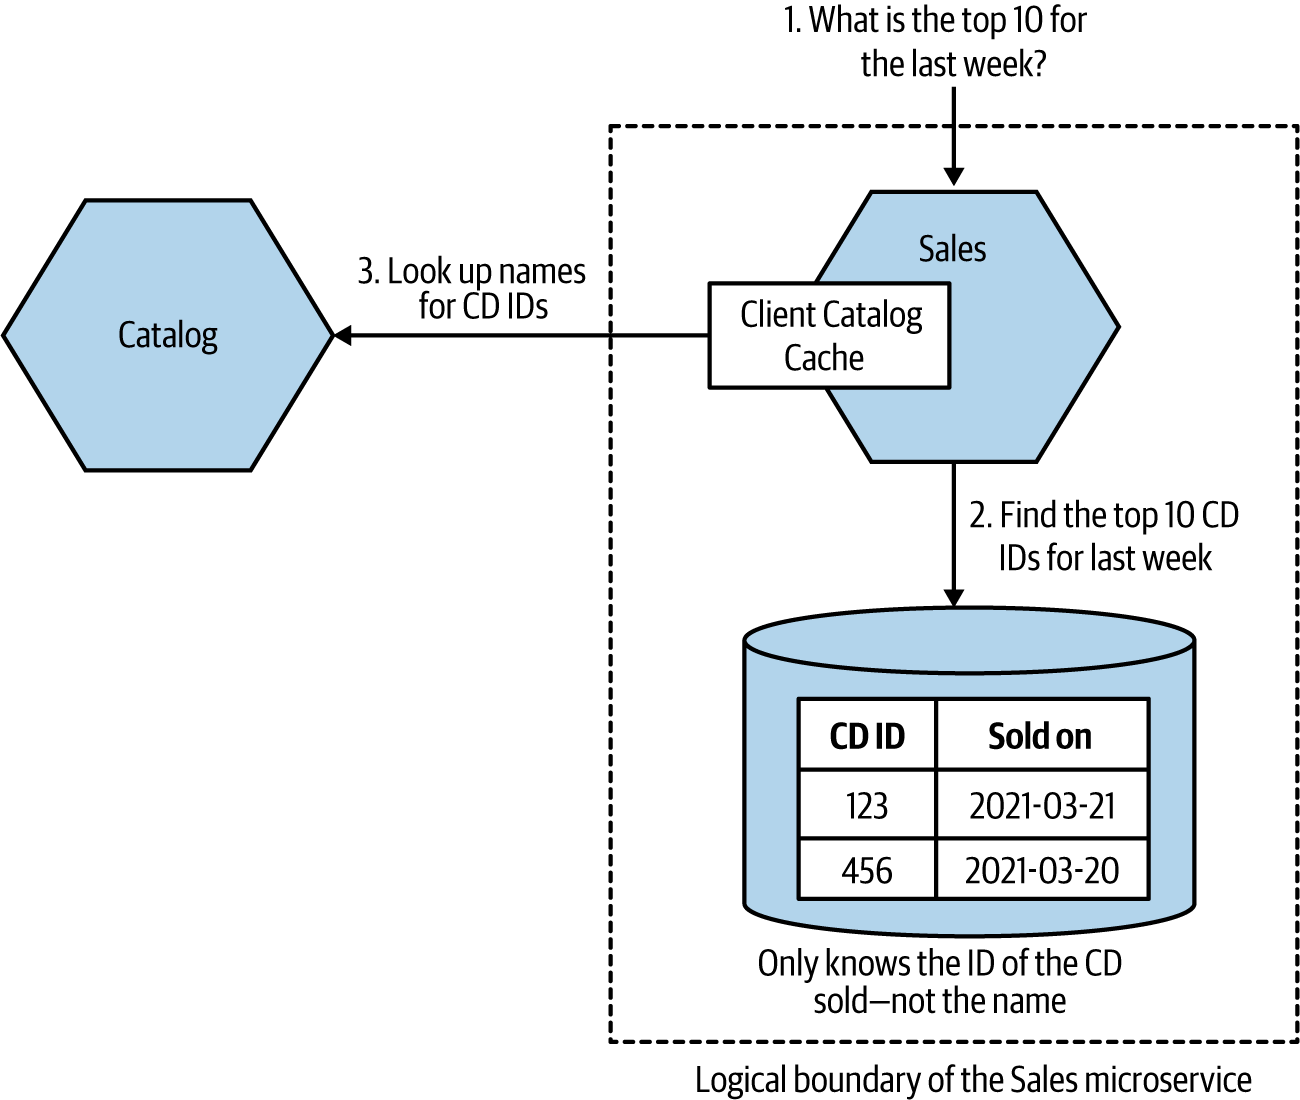 1. What is the top 10 for
the last week?
Sales
3. Look up names
for CD IDs
Client Catalog
Cache
Catalog
2. Find the top 10 CD
IDs for last week
CD ID Sold on
123 2021-03-21
456 2021-03-20
Only knows the ID of the CD
sold—not the name
Logical boundary of the Sales microservice